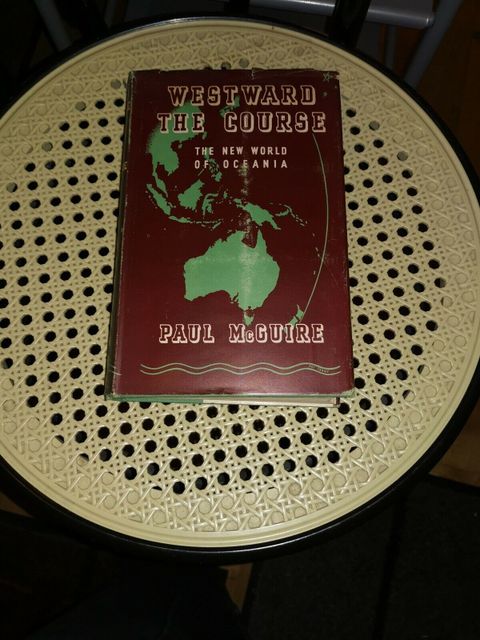 WESTWARD
THE COURSE
THE NEW WORLD
OF OCEANIA
PAUL McGUIRE